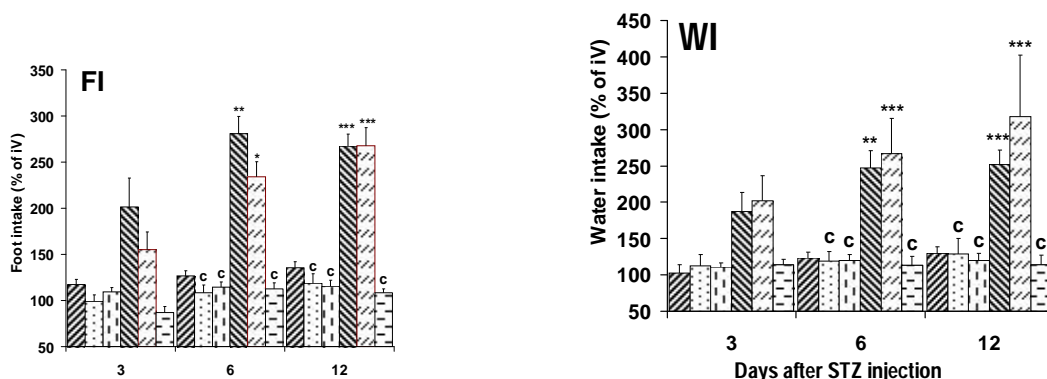 FI
Foot intake (% of iV)
350
300
250
200
150
100
50
**
*
***
***
c
c
c
c
c
c
3
6
12
WI
Water intake (% of iV)
450
400
350
300
250
200
150
100
50
**
***
***
***
c
c
c
c
c
c
3
6
12
Days after STZ injection